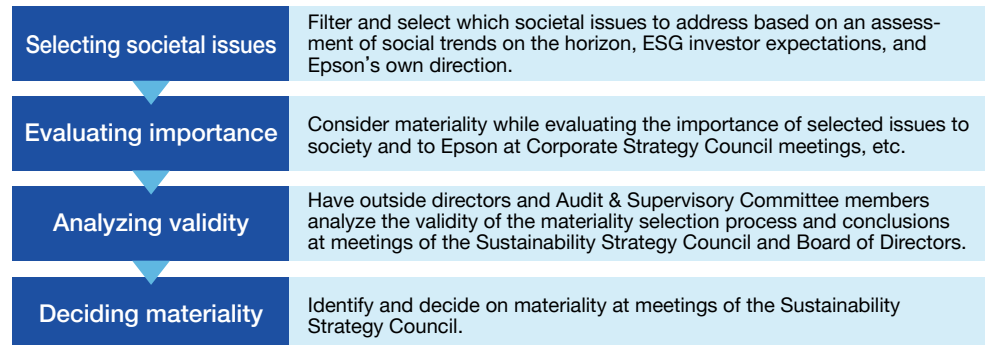 Selecting societal issues
Filter and select which societal issues to address based on an assess-
ment of social trends on the horizon, ESG investor expectations, and
Epson's own direction.
Evaluating importance
Consider materiality while evaluating the importance of selected issues to
society and to Epson at Corporate Strategy Council meetings, etc.
Analyzing validity
Have outside directors and Audit & Supervisory Committee members
analyze the validity of the materiality selection process and conclusions
at meetings of the Sustainability Strategy Council and Board of Directors.
Deciding materiality
Identify and decide on materiality at meetings of the Sustainability
Strategy Council.